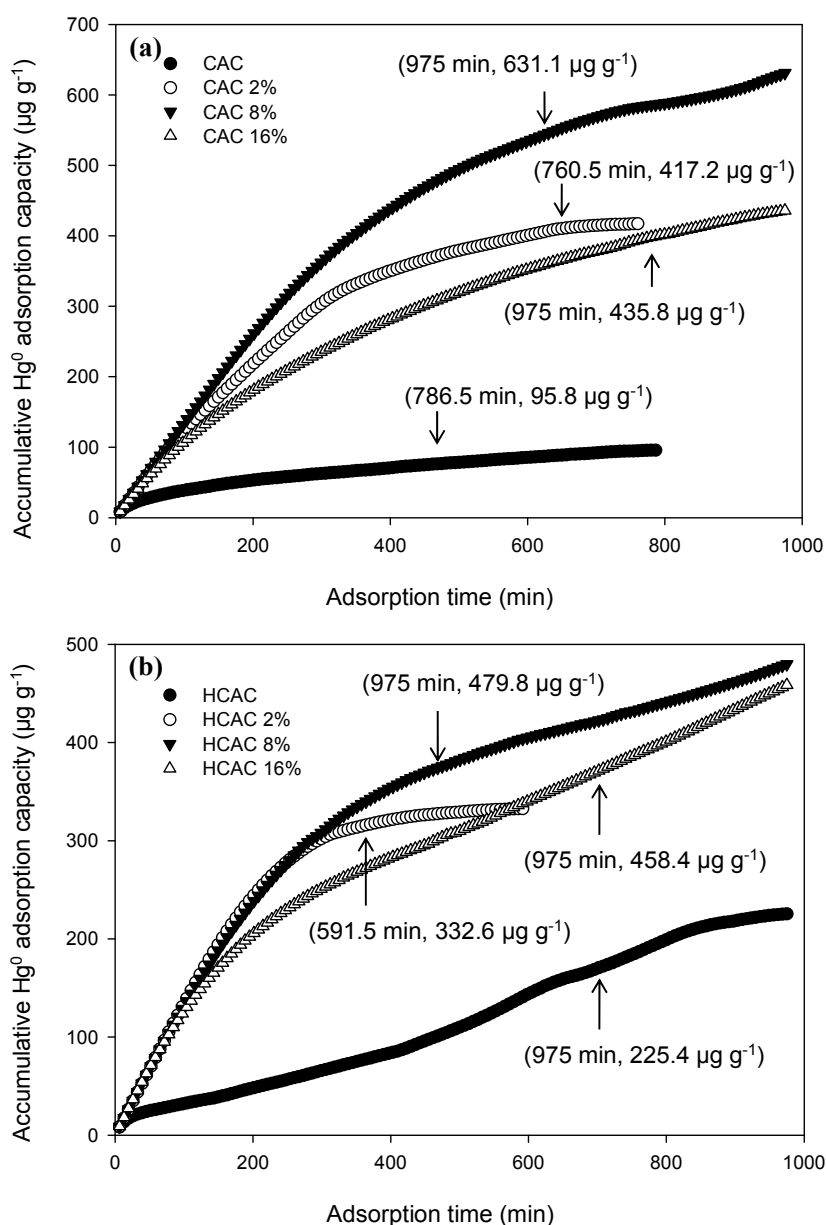 (a)
CAC
CAC 2%
CAC 8%
CAC 16%
(975 min, 631.1 µg g⁻¹)
(760.5 min, 417.2 µg g⁻¹)
(975 min, 435.8 µg g⁻¹)
(786.5 min, 95.8 µg g⁻¹)
Accumulative Hg⁰ adsorption capacity (µg g⁻¹)
700
600
500
400
300
200
100
0
0 200 400 600 800 1000
Adsorption time (min)
(b)
HCAC
HCAC 2%
HCAC 8%
HCAC 16%
(975 min, 479.8 µg g⁻¹)
(975 min, 458.4 µg g⁻¹)
(591.5 min, 332.6 µg g⁻¹)
(975 min, 225.4 µg g⁻¹)
Accumulative Hg⁰ adsorption capacity (µg g⁻¹)
500
400
300
200
100
0
0 200 400 600 800 1000
Adsorption time (min)